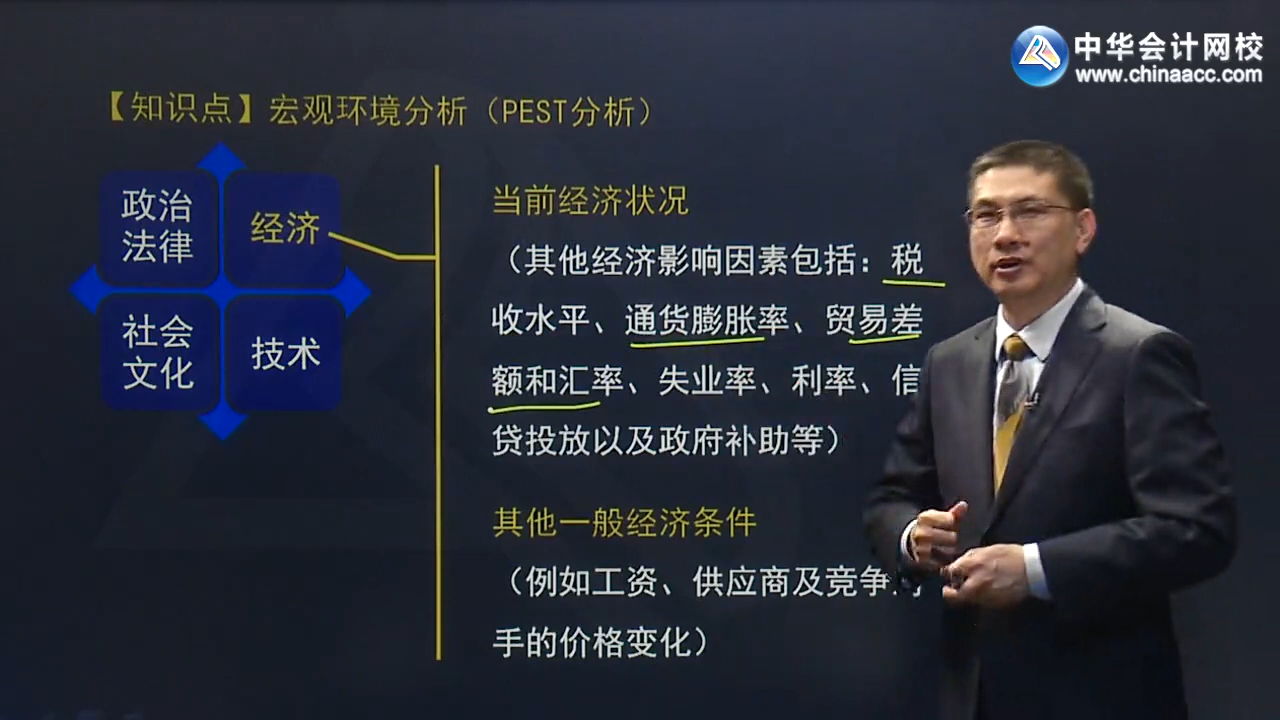 中华会计网校
www.chinaacc.com
【知识点】宏观环境分析（PEST分析）
政治
法律
经济
社会
文化
技术
当前经济状况
（其他经济影响因素包括：税
收水平、通货膨胀率、贸易差
额和汇率、失业率、利率、信
贷投放以及政府补助等）
其他一般经济条件
（例如工资、供应商及竞争
手的价格变化）